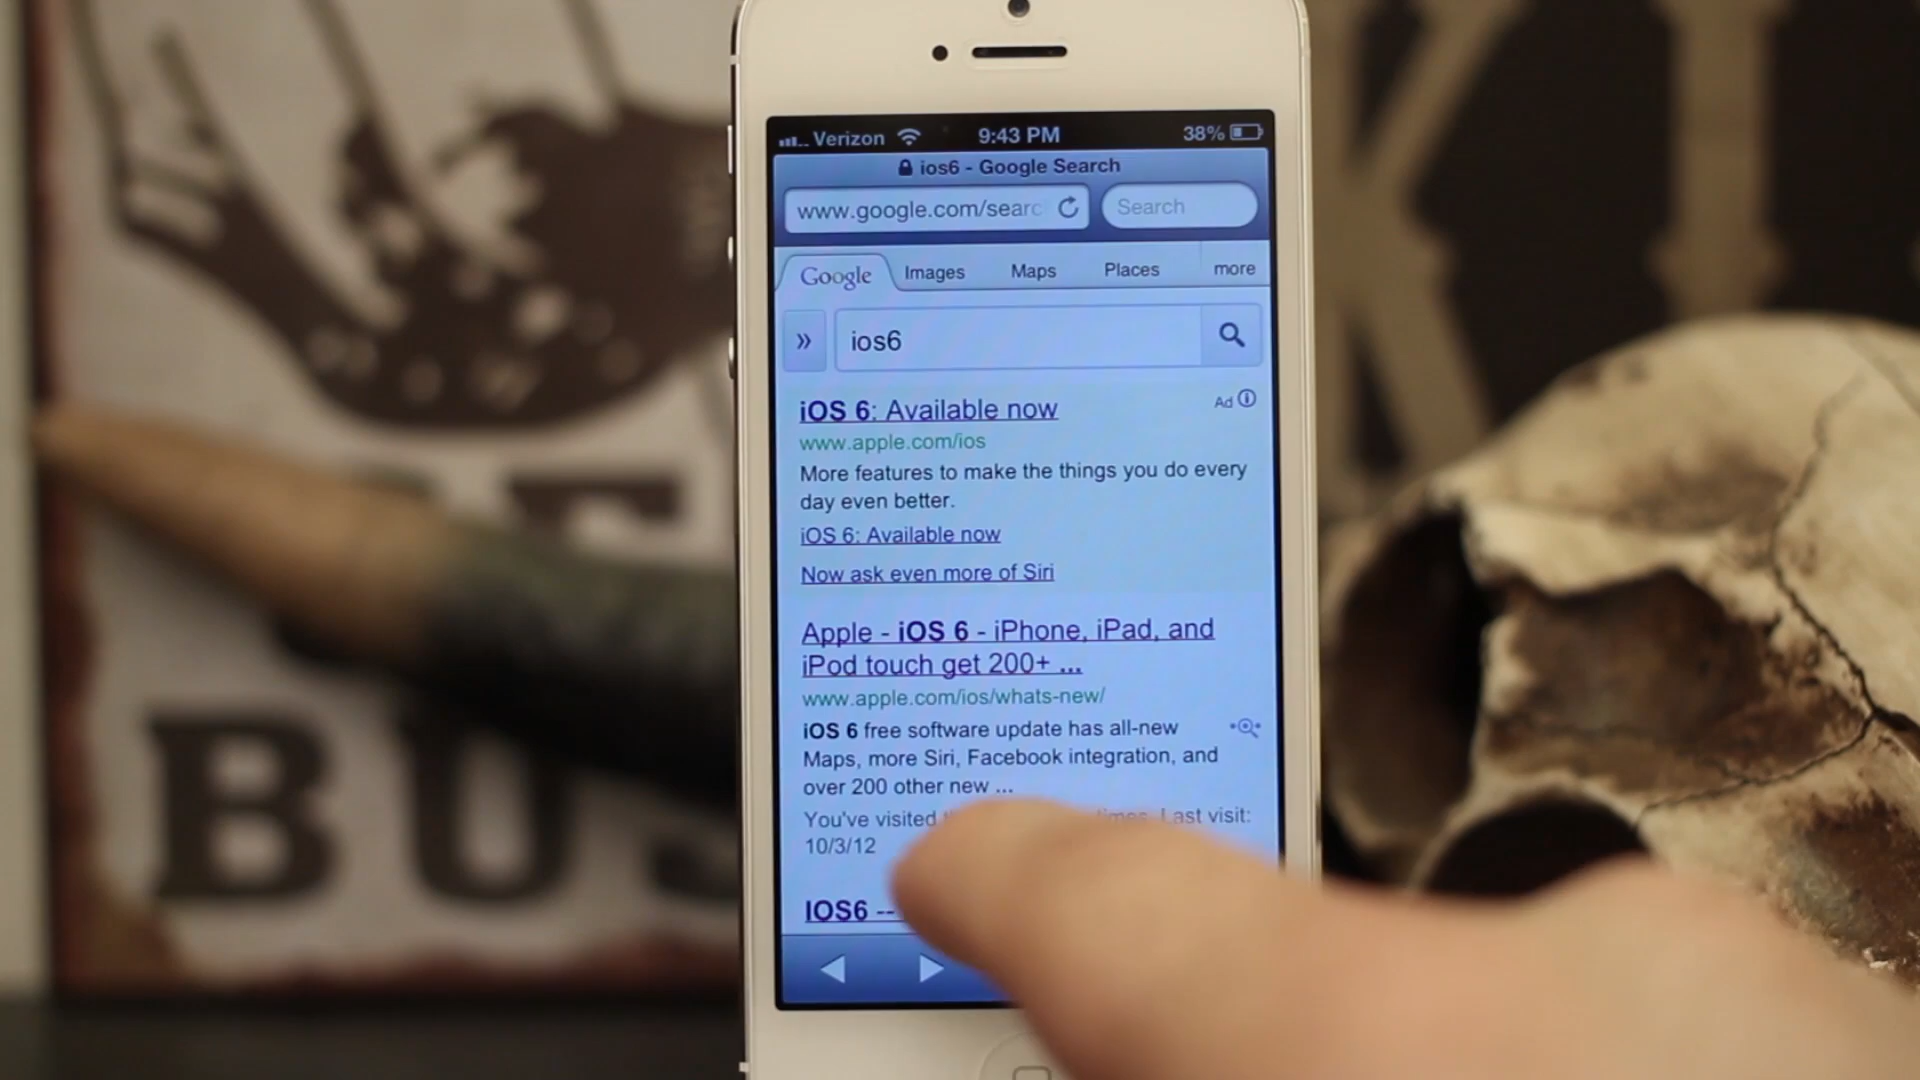 Verizon 9:43 PM 38%
ios6 - Google Search
www.google.com/searc Search
Google Images Maps Places more
» ios6
iOS 6: Available now Ad
www.apple.com/ios
More features to make the things you do every
day even better.
iOS 6: Available now
Now ask even more of Siri
Apple - iOS 6 - iPhone, iPad, and
iPod touch get 200+ ...
www.apple.com/ios/whats-new/
iOS 6 free software update has all-new
Maps, more Siri, Facebook integration, and
over 200 other new ...
You've visited times. Last visit:
10/3/12
IOS6 --
BUS
KI